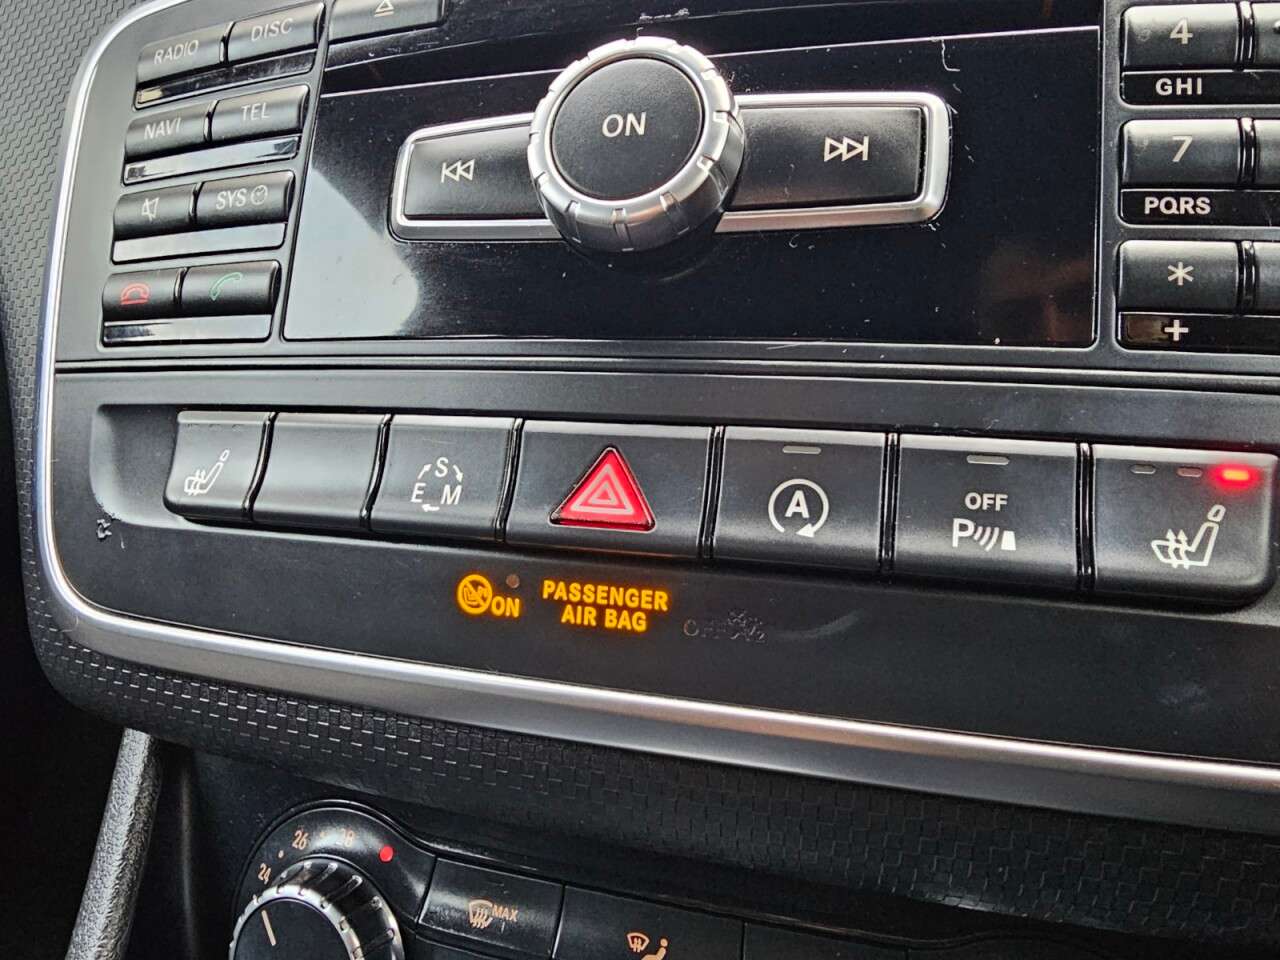 RADIO
DISC
NAVI
TEL
SYS
ON
4
GHI
7
PQRS
*
+
S
E M
A
OFF
P
ON
PASSENGER
AIR BAG
OFF
24
26
28
MAX